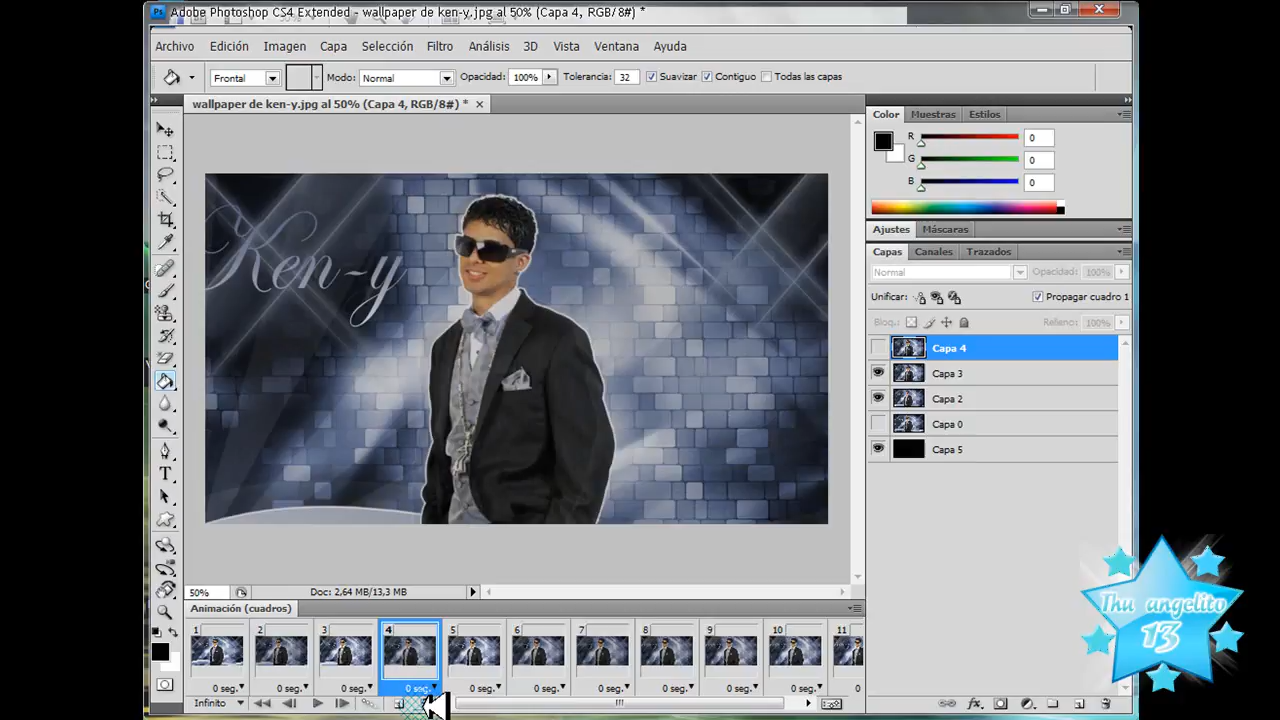 Adobe Photoshop CS4 Extended - wallpaper de ken-y.jpg al 50% (Capa 4, RGB/8#) *
Archivo Edición Imagen Capa Selección Filtro Análisis 3D Vista Ventana Ayuda
Frontal Modo: Normal Opacidad: 100% Tolerancia: 32 Suavizar Contiguo Todas las capas
wallpaper de ken-y.jpg al 50% (Capa 4, RGB/8#) *
Color Muestras Estilos
R 0
G 0
B 0
Ajustes Máscaras
Capas Canales Trazados
Normal Opacidad: 100%
Unificar: Propagar cuadro 1
Bloq.: Relleno: 100%
Capa 4
Capa 3
Capa 2
Capa 0
Capa 5
Ken-y
50% Doc: 2,64 MB/13,3 MB
Animación (cuadros)
1 2 3 4 5 6 7 8 9 10 11
0 seg. 0 seg. 0 seg. 0 seg. 0 seg. 0 seg. 0 seg. 0 seg. 0 seg. 0 seg. 0
Infinito
Thu angelito
13